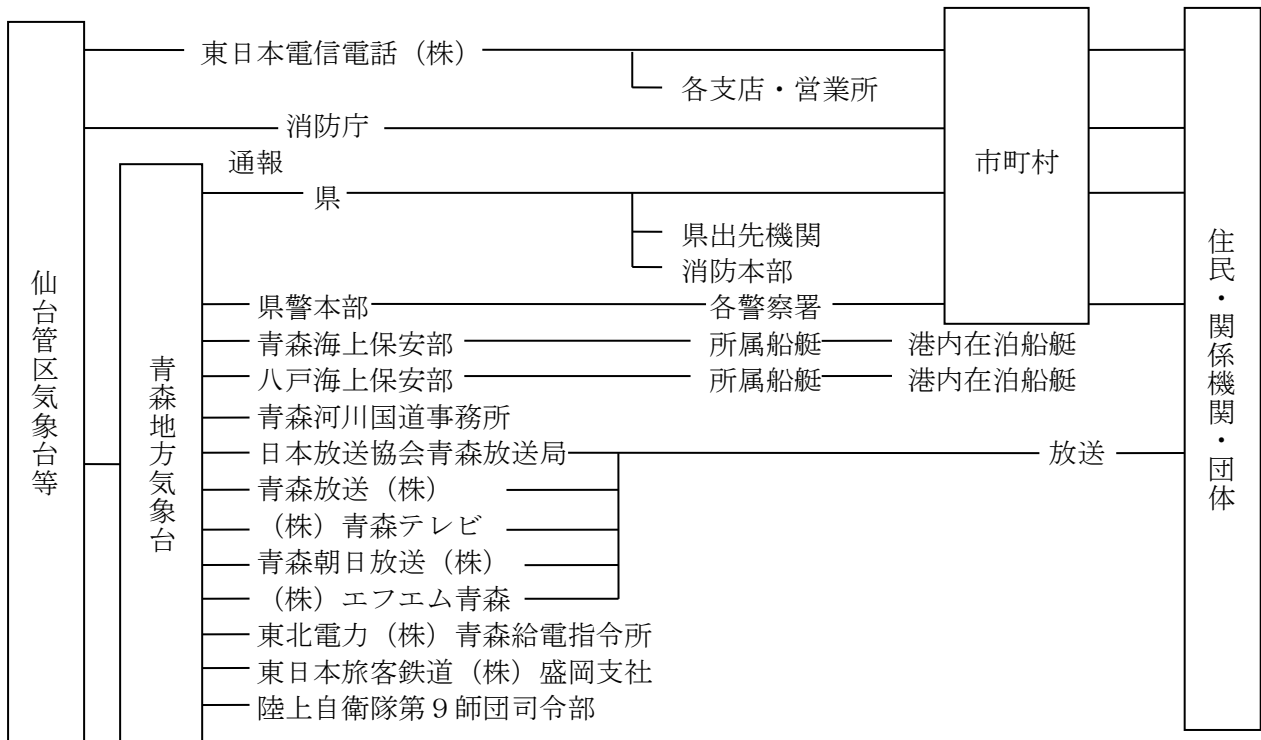 仙台管区気象台等
東日本電信電話（株）
各支店・営業所
消防庁
通報
市町村
県
県出先機関
消防本部
青森地方気象台
県警本部
各警察署
青森海上保安部
所属船艇
港内在泊船艇
八戸海上保安部
所属船艇
港内在泊船艇
青森河川国道事務所
日本放送協会青森放送局
放送
青森放送（株）
（株）青森テレビ
青森朝日放送（株）
（株）エフエム青森
東北電力（株）青森給電指令所
東日本旅客鉄道（株）盛岡支社
陸上自衛隊第９師団司令部
住民・関係機関・団体